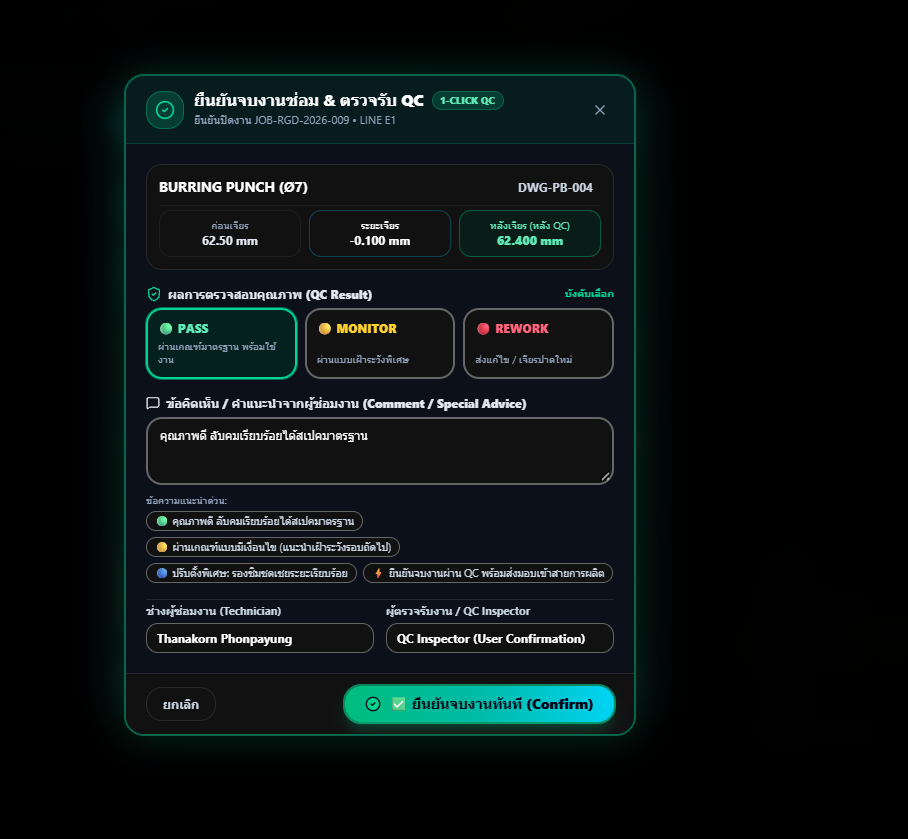 ยืนยันจบงานซ่อม & ตรวจรับ QC 1-CLICK QC
ยืนยันปิดงาน JOB-RGD-2026-009 • LINE E1
BURRING PUNCH (Ø7) DWG-PB-004
ก่อนเจียร ระยะเจียร หลังเจียร (หลัง QC)
62.50 mm -0.100 mm 62.400 mm
ผลการตรวจสอบคุณภาพ (QC Result) บังคับเลือก
PASS MONITOR REWORK
ผ่านเกณฑ์มาตรฐาน พร้อมใช้
งาน
ผ่านแบบเฝ้าระวังพิเศษ ส่งแก้ไข / เจียรปาดใหม่
ข้อคิดเห็น / คำแนะนำจากผู้ซ่อมงาน (Comment / Special Advice)
คุณภาพดี ลับคมเรียบร้อยได้สเปคมาตรฐาน
ข้อความแนะนำด่วน:
คุณภาพดี ลับคมเรียบร้อยได้สเปคมาตรฐาน
ผ่านเกณฑ์แบบมีเงื่อนไข (แนะนำเฝ้าระวังรอบถัดไป)
ปรับตั้งพิเศษ: รองชิมชดเชยระยะเรียบร้อย ยืนยันจบงานผ่าน QC พร้อมส่งมอบเข้าสายการผลิต
ช่างผู้ซ่อมงาน (Technician) ผู้ตรวจรับงาน / QC Inspector
Thanakorn Phonpayung QC Inspector (User Confirmation)
ยกเลิก ✅ ยืนยันจบงานทันที (Confirm)